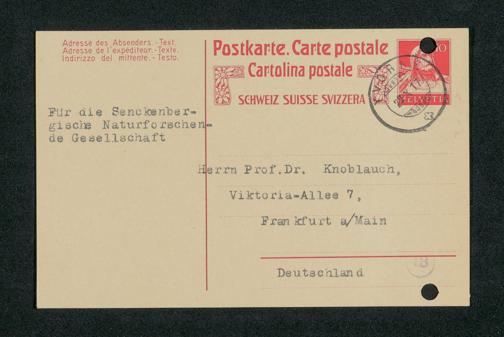 Adresse des Absenders.-Text.
Adresse de l'expéditeur.-Texte.
Indirizzo del mittente.-Testo.
Postkarte. Carte postale
Cartolina postale
SCHWEIZ SUISSE SVIZZERA
HELVETIA
Für die Senckenber-
gische Naturforschen-
de Gesellschaft
Herrn Prof.Dr. Knoblauch,
Viktoria-Allee 7,
Frankfurt a/Main
Deutschland